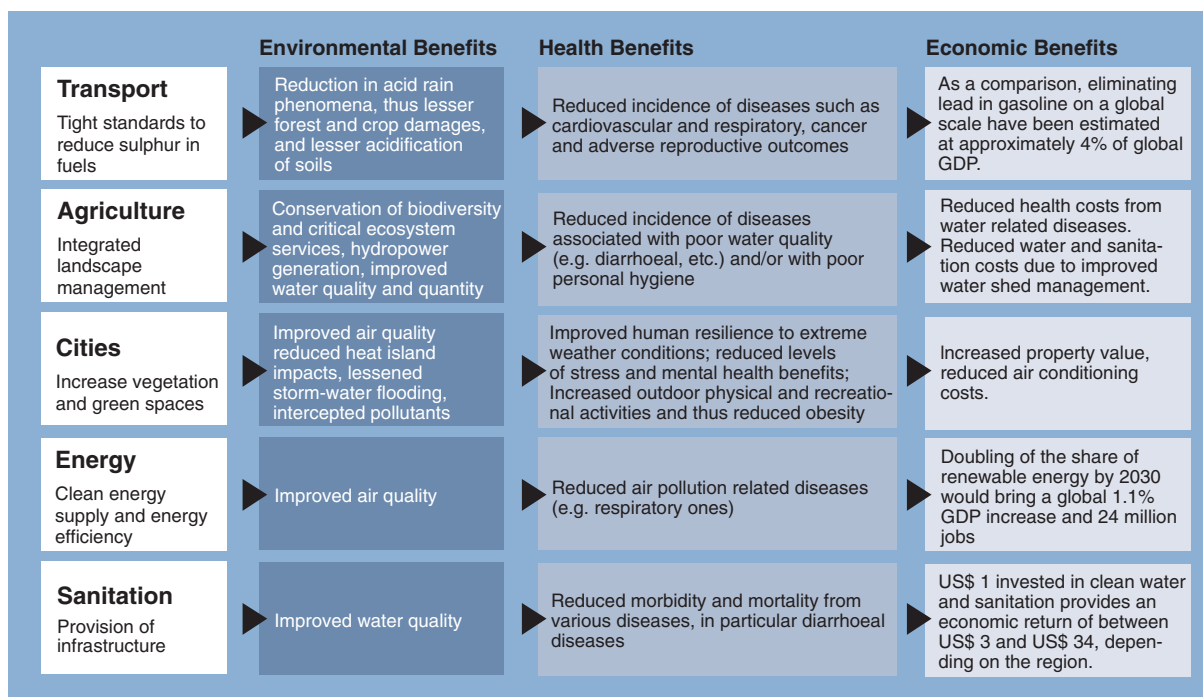 Environmental Benefits
Health Benefits
Economic Benefits
Transport
Tight standards to
reduce sulphur in
fuels
Reduction in acid rain
phenomena, thus lesser
forest and crop damages,
and lesser acidification
of soils
Reduced incidence of diseases such as
cardiovascular and respiratory, cancer
and adverse reproductive outcomes
As a comparison, eliminating
lead in gasoline on a global
scale have been estimated
at approximately 4% of global
GDP.
Agriculture
Integrated
landscape
management
Conservation of biodiversity
and critical ecosystem
services, hydropower
generation, improved
water quality and quantity
Reduced incidence of diseases
associated with poor water quality
(e.g. diarrhoeal, etc.) and/or with poor
personal hygiene
Reduced health costs from
water related diseases.
Reduced water and sanita-
tion costs due to improved
water shed management.
Cities
Increase vegetation
and green spaces
Improved air quality
reduced heat island
impacts, lessened
storm-water flooding,
intercepted pollutants
Improved human resilience to extreme
weather conditions; reduced levels
of stress and mental health benefits;
Increased outdoor physical and recreatio-
nal activities and thus reduced obesity
Increased property value,
reduced air conditioning
costs.
Energy
Clean energy
supply and energy
efficiency
Improved air quality
Reduced air pollution related diseases
(e.g. respiratory ones)
Doubling of the share of
renewable energy by 2030
would bring a global 1.1%
GDP increase and 24 million
jobs
Sanitation
Provision of
infrastructure
Improved water quality
Reduced morbidity and mortality from
various diseases, in particular diarrhoeal
diseases
US$ 1 invested in clean water
and sanitation provides an
economic return of between
US$ 3 and US$ 34, depen-
ding on the region.